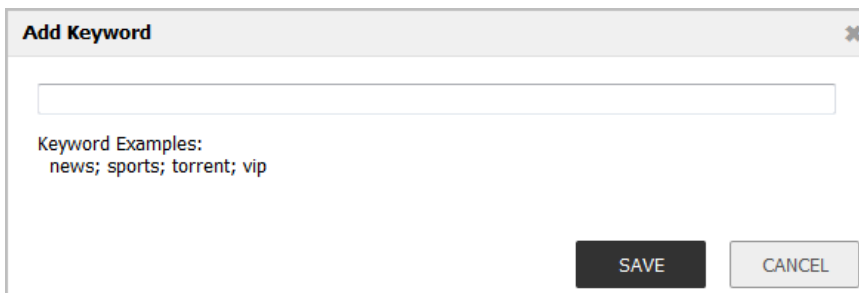 Add Keyword
Keyword Examples:
news; sports; torrent; vip
SAVE
CANCEL